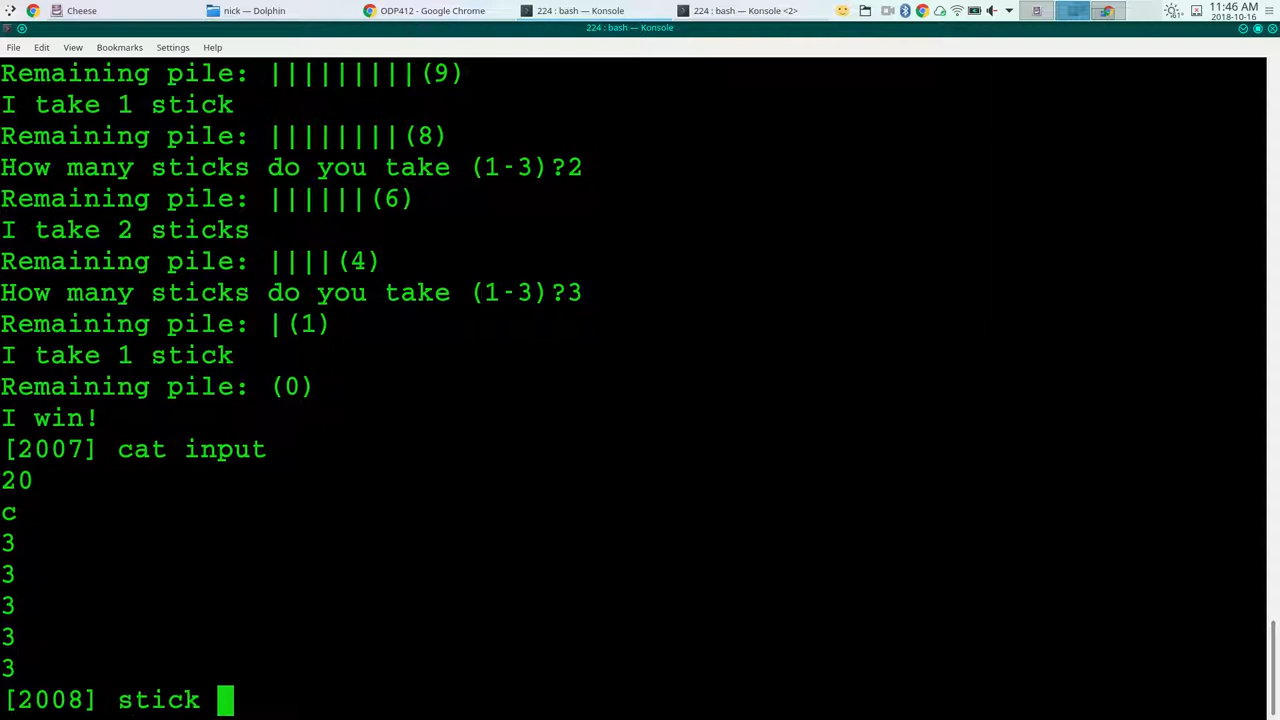 Cheese
nick — Dolphin
ODP412 - Google Chrome
224 : bash — Konsole
224 : bash — Konsole <2>
11:46 AM
2018-10-16
224 : bash — Konsole
File Edit View Bookmarks Settings Help
Remaining pile: |||||||||(9)
I take 1 stick
Remaining pile: ||||||||(8)
How many sticks do you take (1-3)?2
Remaining pile: ||||||(6)
I take 2 sticks
Remaining pile: ||||(4)
How many sticks do you take (1-3)?3
Remaining pile: |(1)
I take 1 stick
Remaining pile: (0)
I win!
[2007] cat input
20
c
3
3
3
3
3
[2008] stick